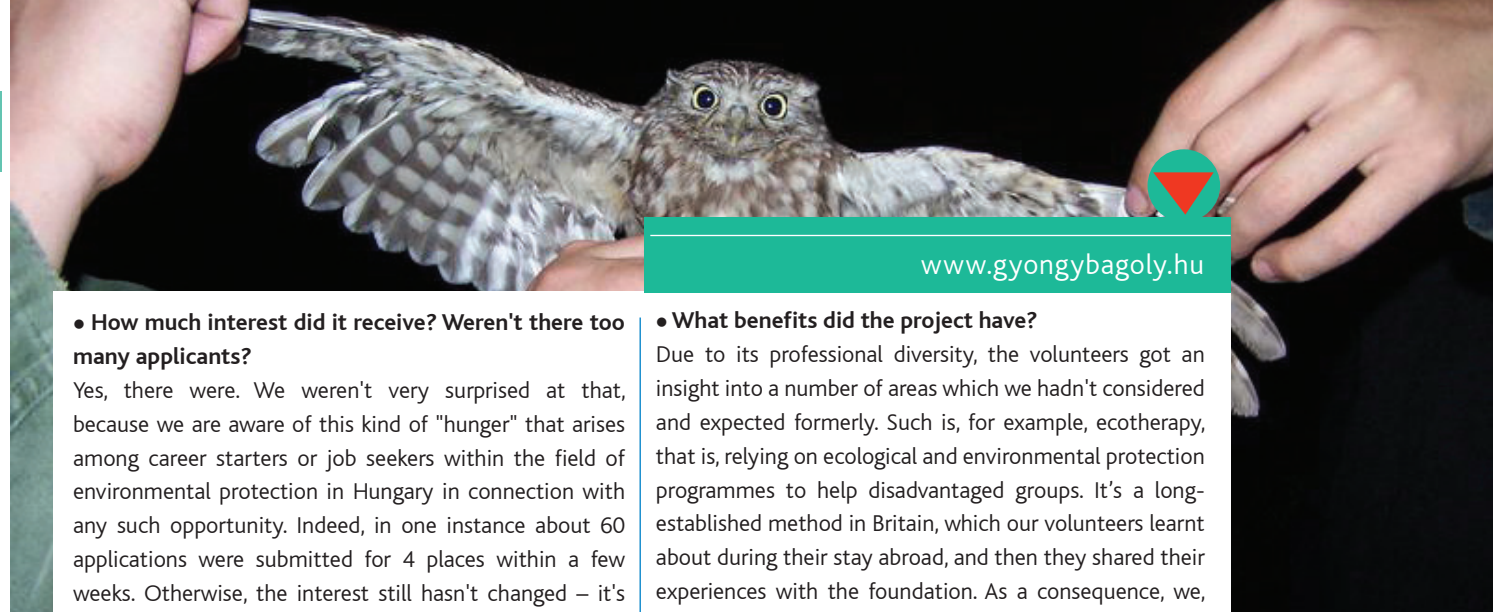 www.gyongybagoly.hu
● How much interest did it receive? Weren't there too
many applicants?
Yes, there were. We weren't very surprised at that,
because we are aware of this kind of "hunger" that arises
among career starters or job seekers within the field of
environmental protection in Hungary in connection with
any such opportunity. Indeed, in one instance about 60
applications were submitted for 4 places within a few
weeks. Otherwise, the interest still hasn't changed – it's
● What benefits did the project have?
Due to its professional diversity, the volunteers got an
insight into a number of areas which we hadn't considered
and expected formerly. Such is, for example, ecotherapy,
that is, relying on ecological and environmental protection
programmes to help disadvantaged groups. It’s a long-
established method in Britain, which our volunteers learnt
about during their stay abroad, and then they shared their
experiences with the foundation. As a consequence, we,